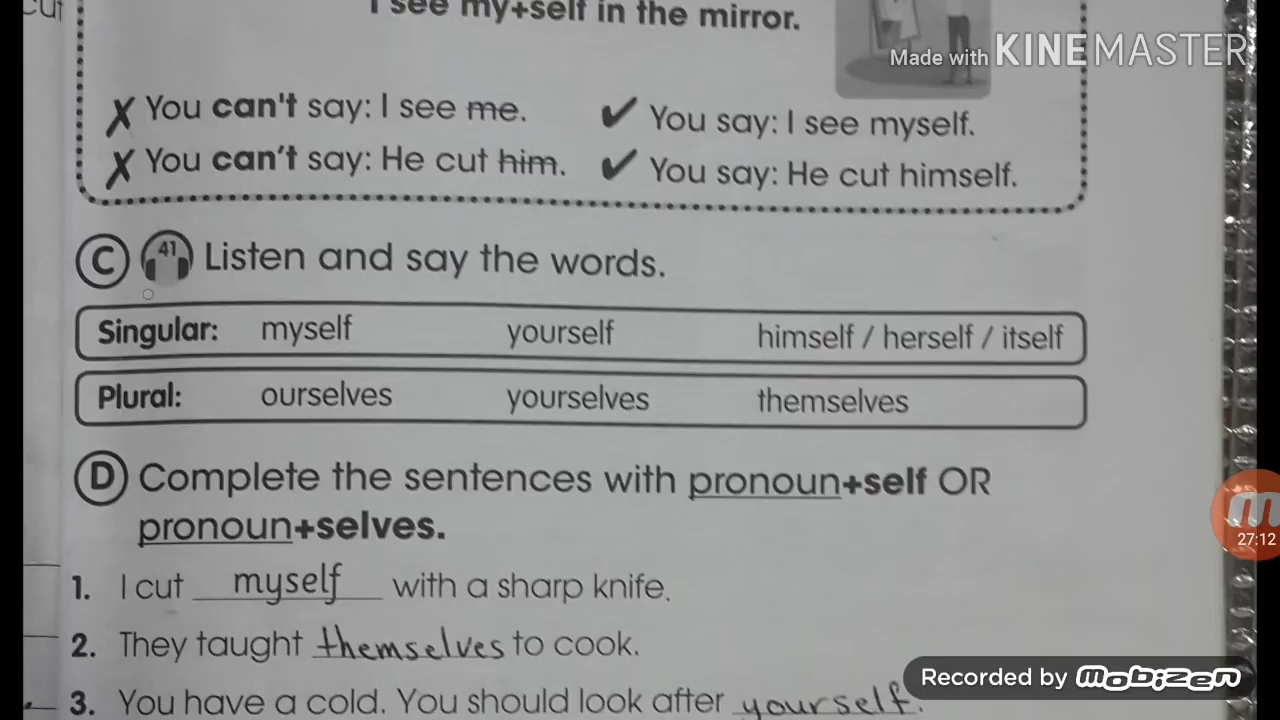 I see my+self in the mirror.
Made with KINEMASTER
✗ You can't say: I see me. ✔ You say: I see myself.
✗ You can't say: He cut him. ✔ You say: He cut himself.
C 41 Listen and say the words.
Singular: myself yourself himself / herself / itself
Plural: ourselves yourselves themselves
D Complete the sentences with pronoun+self OR
pronoun+selves.
27:12
1. I cut myself with a sharp knife.
2. They taught themselves to cook.
Recorded by Mobizen
3. You have a cold. You should look after yourself.